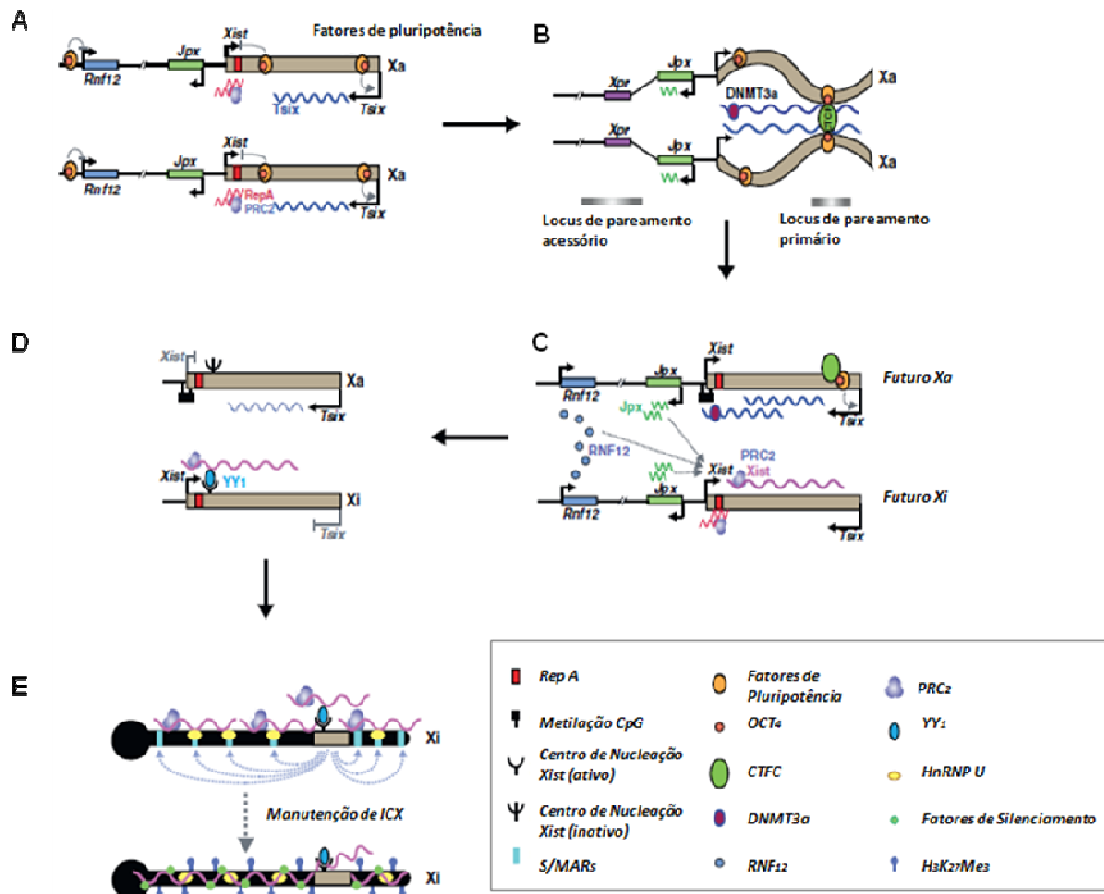 A
Fatores de pluripotência
Xist
Jpx
Rnf12
Xa
Tsix
Tsix
Xist
Jpx
Rnf12
Xa
RepA
PRC2
Tsix
B
Jpx
Xpr
Xa
DNMT3a
CTCF
Jpx
Xpr
Xa
Locus de pareamento acessório
Locus de pareamento primário
D
Xist
Xa
Tsix
Xist
YY1
Xi
Tsix
C
Xist
Jpx
Futuro Xa
Rnf12
Jpx
Tsix
RNF12
PRC2
Xist
Xist
Jpx
Futuro Xi
Rnf12
Tsix
E
Xi
Manutenção de ICX
Xi
Rep A
Metilação CpG
Centro de Nucleação Xist (ativo)
Centro de Nucleação Xist (inativo)
S/MARs
Fatores de Pluripotência
OCT4
CTFC
DNMT3a
RNF12
PRC2
YY1
HnRNP U
Fatores de Silenciamento
H3K27Me3